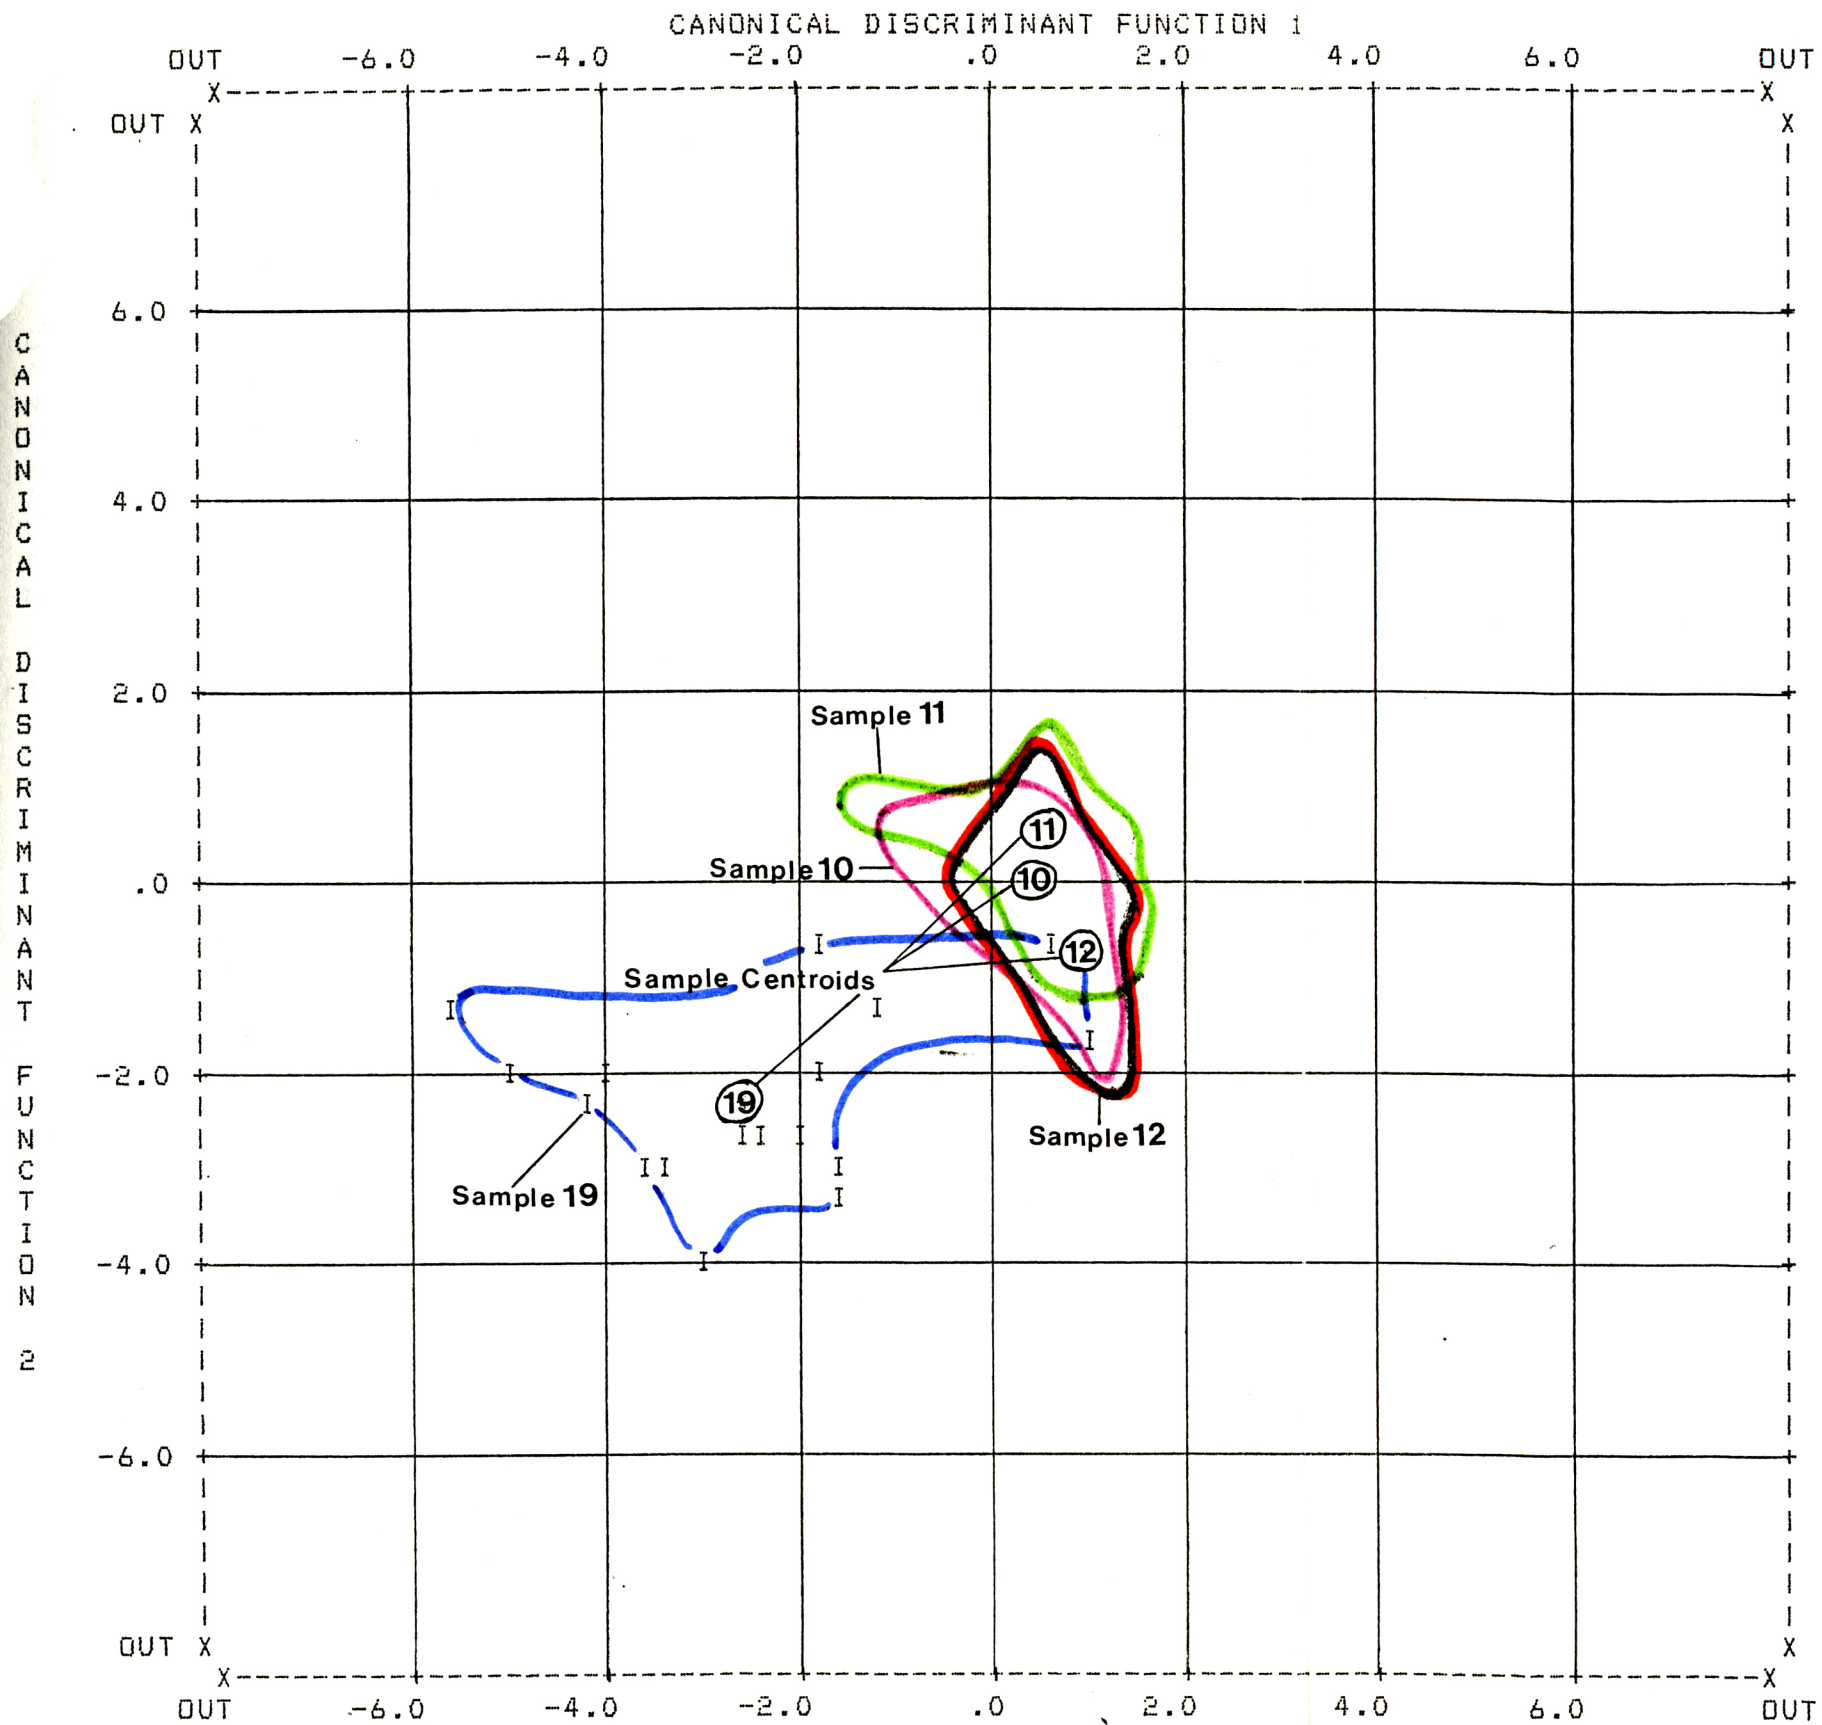 CANONICAL DISCRIMINANT FUNCTION 1
OUT -6.0 -4.0 -2.0 .0 2.0 4.0 6.0 OUT
X X
OUT X X
6.0
4.0
2.0
.0
-2.0
-4.0
-6.0
CANONICAL DISCRIMINANT FUNCTION 2
Sample 11
11
Sample 10
10
I I 12
Sample Centroids
I I
I
I I I
19
I
I I I
Sample 12
I I I
Sample 19
I
I
OUT X X
X X
OUT -6.0 -4.0 -2.0 .0 2.0 4.0 6.0 OUT